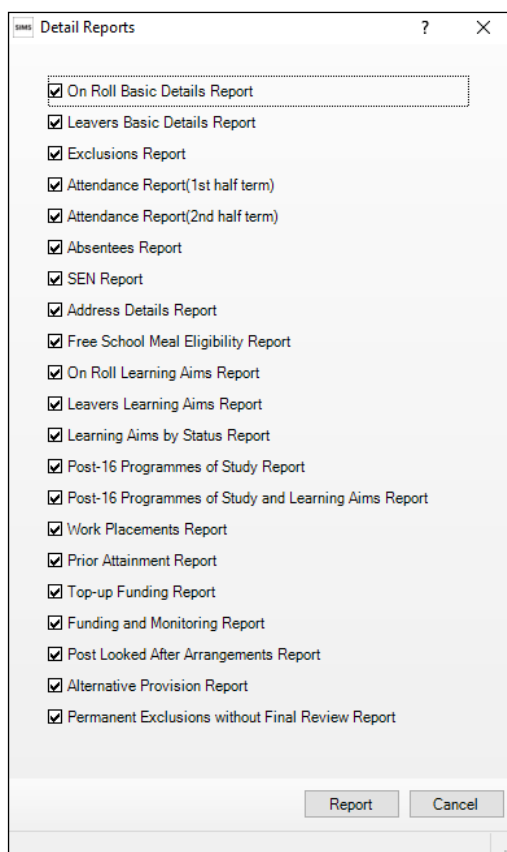 SIMS Detail Reports ?
On Roll Basic Details Report
Leavers Basic Details Report
Exclusions Report
Attendance Report(1st half term)
Attendance Report(2nd half term)
Absentees Report
SEN Report
Address Details Report
Free School Meal Eligibility Report
On Roll Learning Aims Report
Leavers Learning Aims Report
Learning Aims by Status Report
Post-16 Programmes of Study Report
Post-16 Programmes of Study and Learning Aims Report
Work Placements Report
Prior Attainment Report
Top-up Funding Report
Funding and Monitoring Report
Post Looked After Arrangements Report
Alternative Provision Report
Permanent Exclusions without Final Review Report
Report Cancel